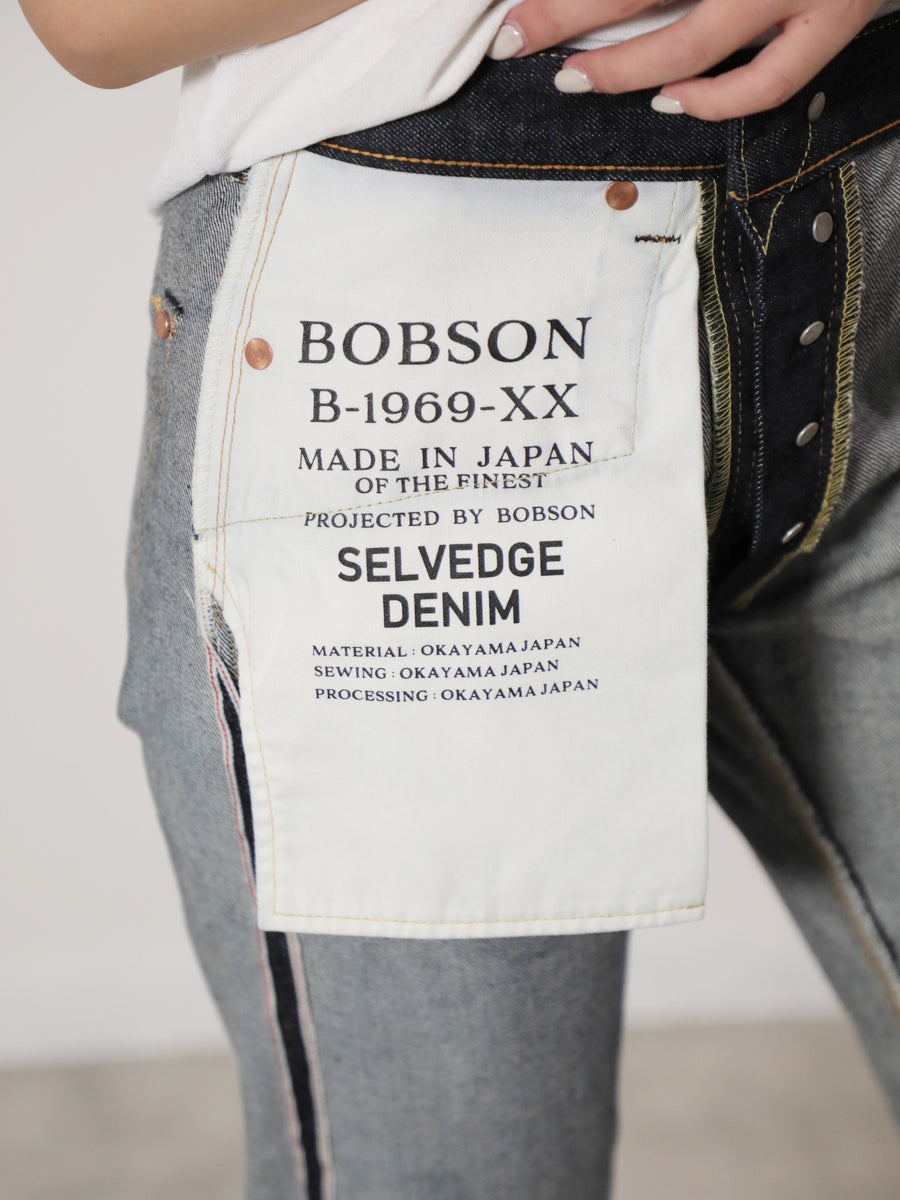 BOBSON
B-1969-XX
MADE IN JAPAN
OF THE FINEST
PROJECTED BY BOBSON
SELVEDGE
DENIM
MATERIAL : OKAYAMA JAPAN
SEWING : OKAYAMA JAPAN
PROCESSING : OKAYAMA JAPAN